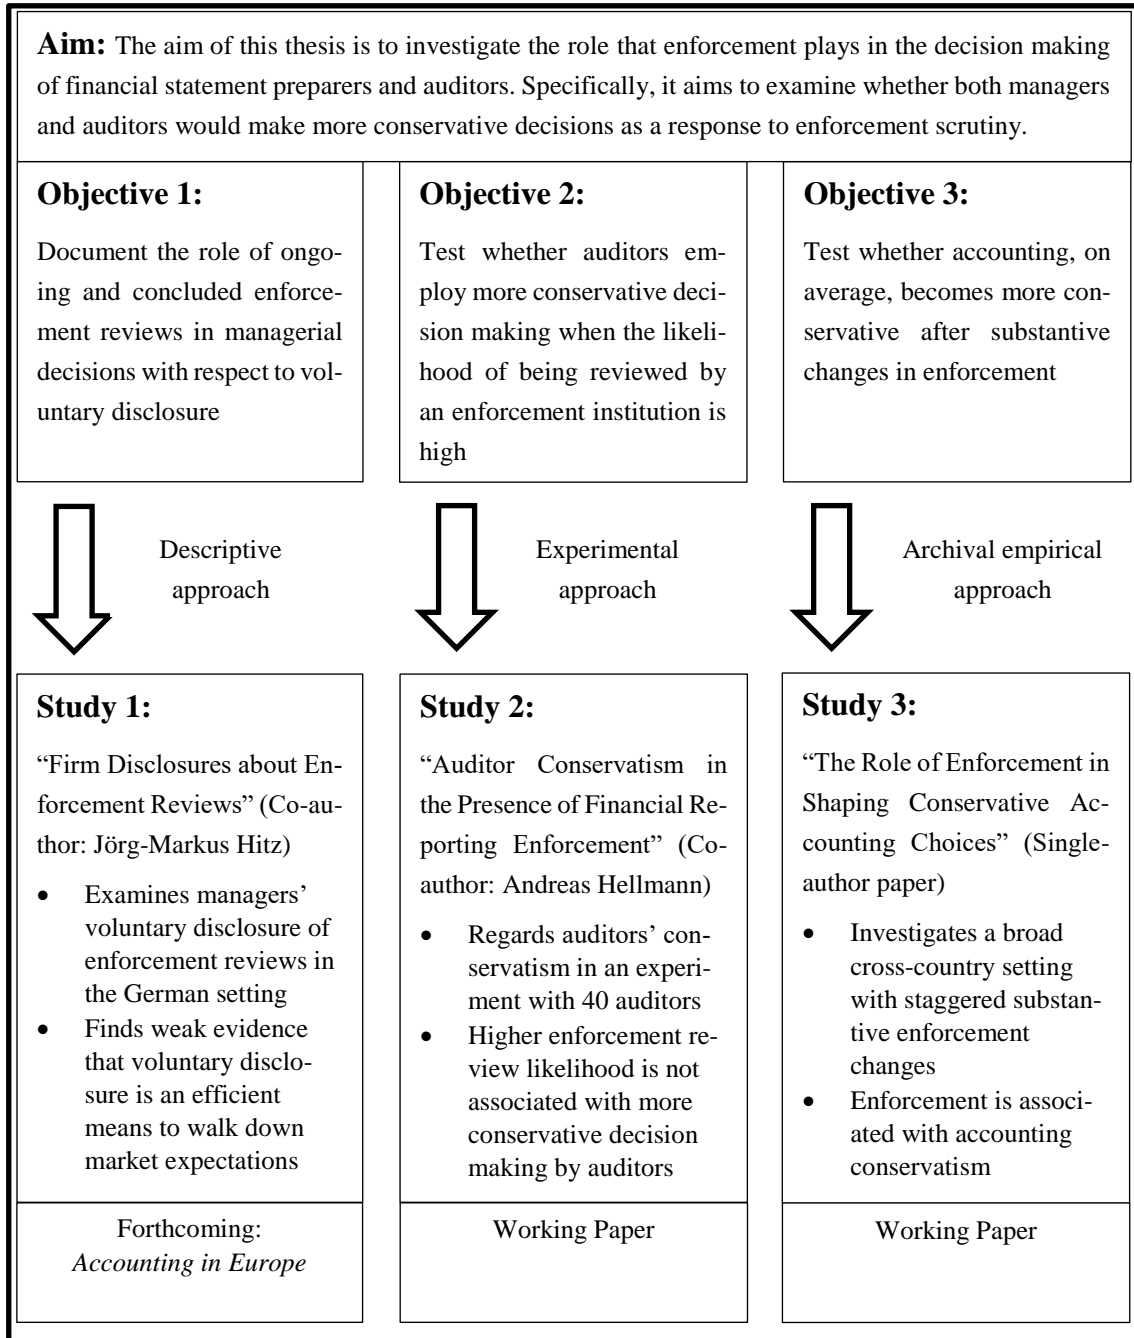 Aim: The aim of this thesis is to investigate the role that enforcement plays in the decision making
of financial statement preparers and auditors. Specifically, it aims to examine whether both managers
and auditors would make more conservative decisions as a response to enforcement scrutiny.
Objective 1:
Document the role of ongo-
ing and concluded enforce-
ment reviews in managerial
decisions with respect to vol-
untary disclosure
Objective 2:
Test whether auditors em-
ploy more conservative deci-
sion making when the likeli-
hood of being reviewed by
an enforcement institution is
high
Objective 3:
Test whether accounting, on
average, becomes more con-
servative after substantive
changes in enforcement
Descriptive
approach
Experimental
approach
Archival empirical
approach
Study 1:
“Firm Disclosures about En-
forcement Reviews” (Co-au-
thor: Jörg-Markus Hitz)
• Examines managers’
voluntary disclosure of
enforcement reviews in
the German setting
• Finds weak evidence
that voluntary disclo-
sure is an efficient
means to walk down
market expectations
Forthcoming:
Accounting in Europe
Study 2:
“Auditor Conservatism in
the Presence of Financial Re-
porting Enforcement” (Co-
author: Andreas Hellmann)
• Regards auditors’ con-
servatism in an experi-
ment with 40 auditors
• Higher enforcement re-
view likelihood is not
associated with more
conservative decision
making by auditors
Working Paper
Study 3:
“The Role of Enforcement in
Shaping Conservative Ac-
counting Choices” (Single-
author paper)
• Investigates a broad
cross-country setting
with staggered substan-
tive enforcement
changes
• Enforcement is associ-
ated with accounting
conservatism
Working Paper